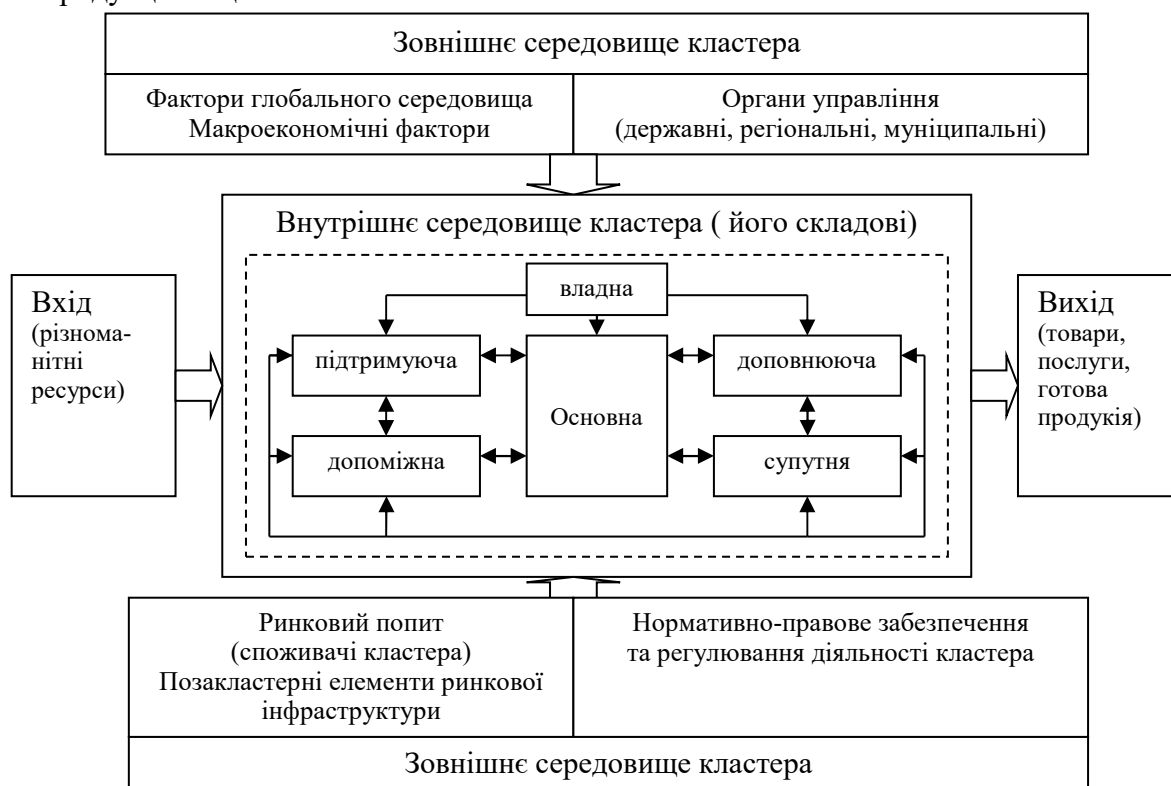 Зовнішнє середовище кластера
Фактори глобального середовища
Макроекономічні фактори
Органи управління
(державні, регіональні, муніципальні)
Внутрішнє середовище кластера ( його складові)
Вхід
(різнома-
нітні
ресурси)
владна
підтримуюча
Основна
доповнююча
допоміжна
супутня
Вихід
(товари,
послуги,
готова
продукія)
Ринковий попит
(споживачі кластера)
Позакластерні елементи ринкової
інфраструктури
Нормативно-правове забезпечення
та регулювання діяльності кластера
Зовнішнє середовище кластера